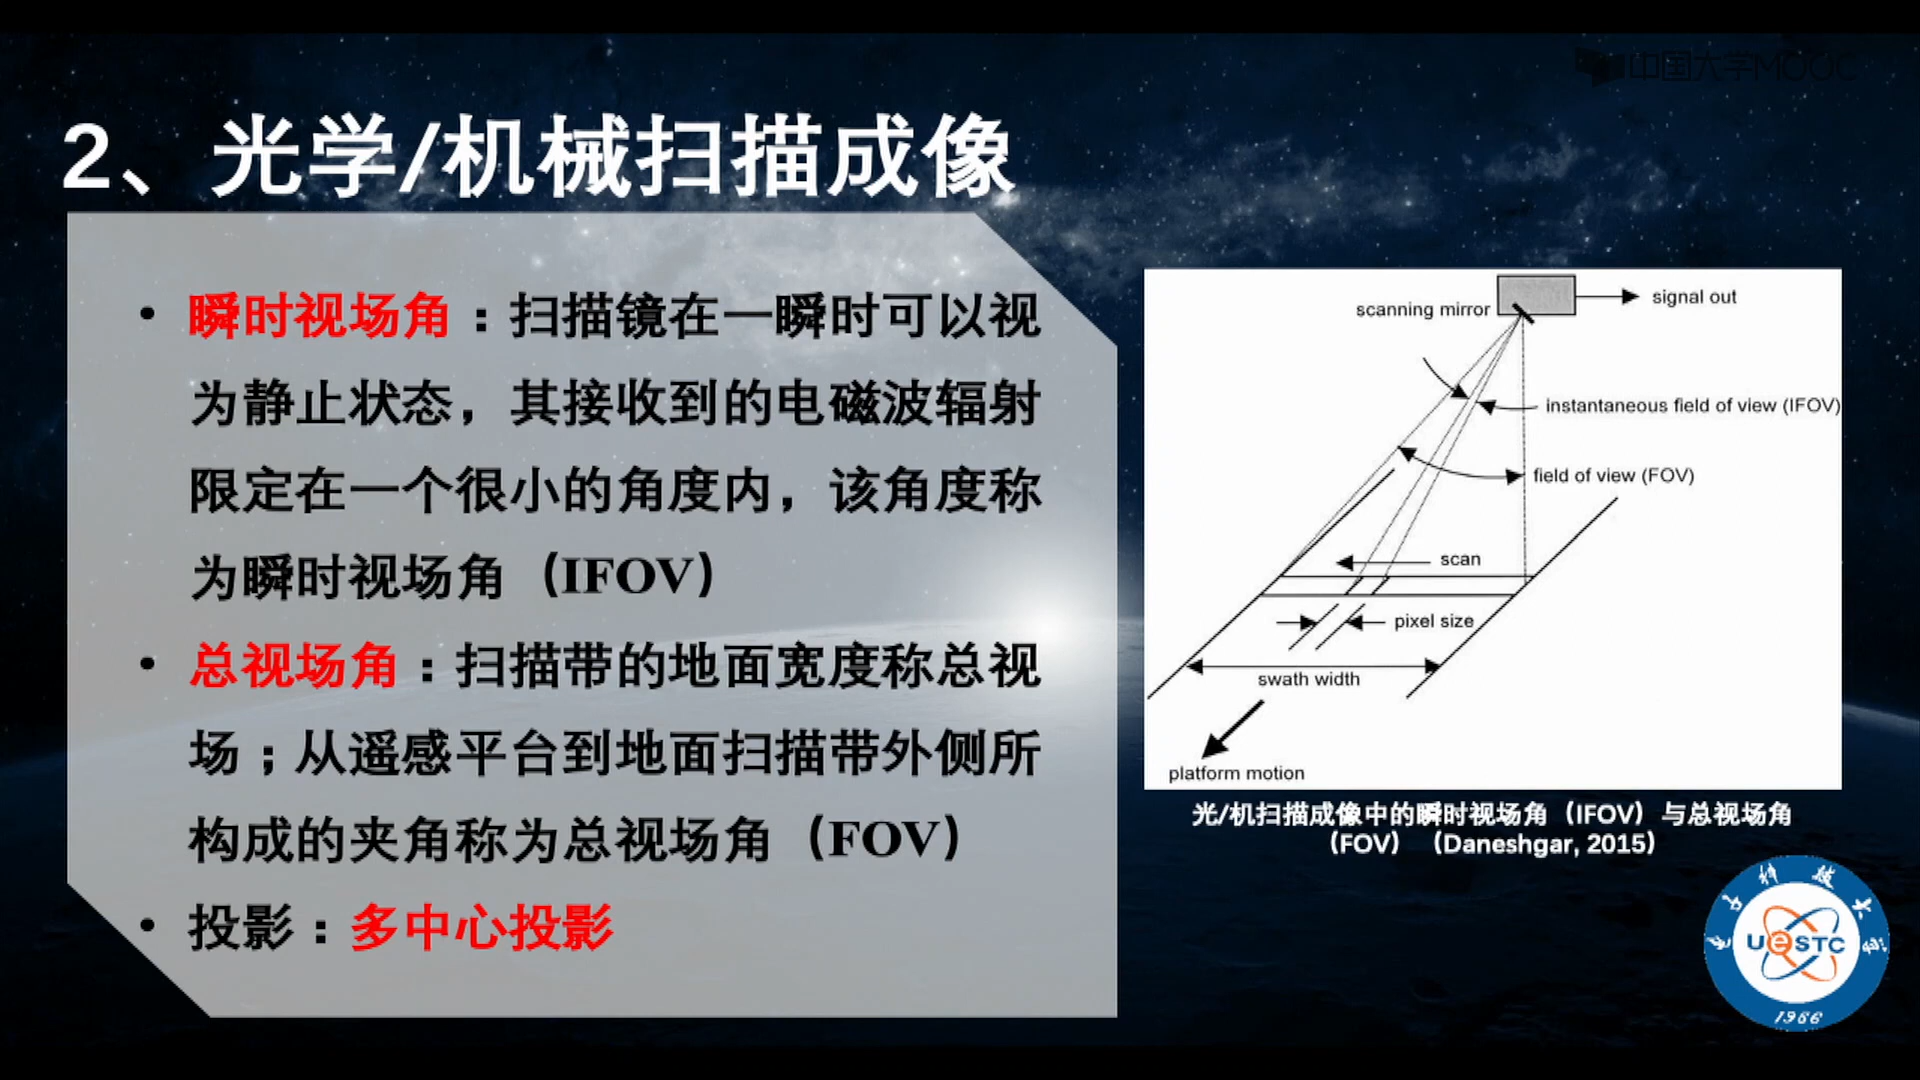 中国大学MOOC
2、光学/机械扫描成像
• 瞬时视场角：扫描镜在一瞬时可以视
为静止状态，其接收到的电磁波辐射
限定在一个很小的角度内，该角度称
为瞬时视场角（IFOV）
• 总视场角：扫描带的地面宽度称总视
场；从遥感平台到地面扫描带外侧所
构成的夹角称为总视场角（FOV）
• 投影：多中心投影
scanning mirror
signal out
instantaneous field of view (IFOV)
field of view (FOV)
scan
pixel size
swath width
platform motion
光/机扫描成像中的瞬时视场角（IFOV）与总视场角
（FOV）（Daneshgar, 2015）
UeSTC
1966